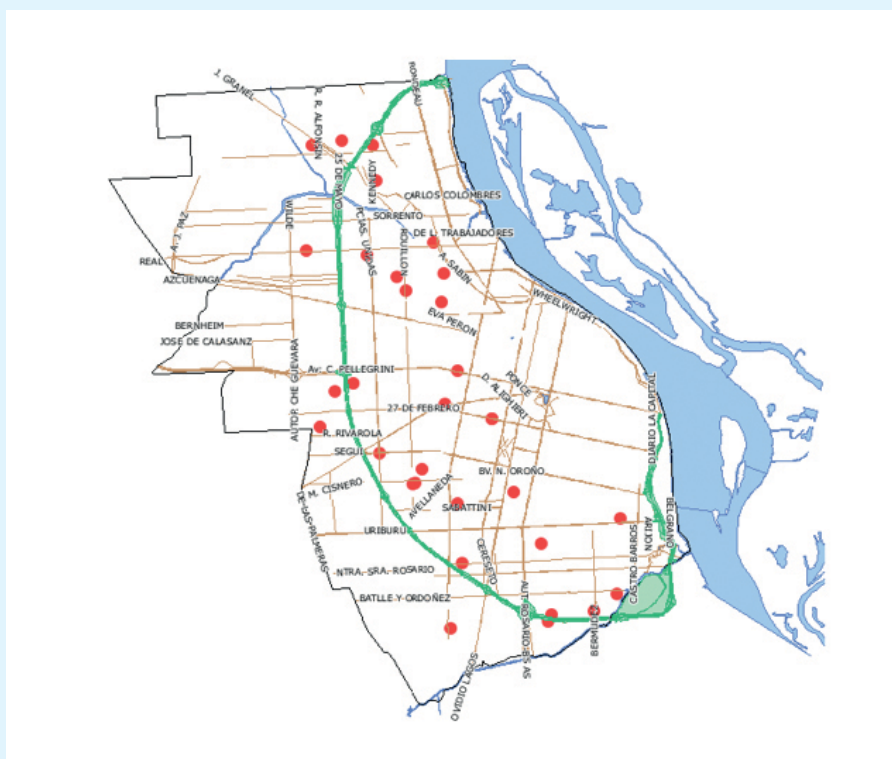 J. GRANEL
R. R. ALFONSIN
RONDEAU
25 DE MAYO
KENNEDY
CARLOS COLOMBRES
WILDE
PCIAS. UNIDAS
SORRENTO
A. J. PAZ
ROUILLON
DE L. TRABAJADORES
REAL
A. SABIN
AZCUENAGA
WHEELWRIGHT
EVA PERON
BERNHEIM
JOSE DE CALASANZ
AUTOP. CHE GUEVARA
Av. C. PELLEGRINI
D. ALIGHIERI
PONCE
DIARIO LA CAPITAL
27 DE FEBRERO
R. RIVAROLA
SEGUI
BV. N. OROÑO
M. CISNERO
AVELLANEDA
DE LAS PALMERAS
SABATTINI
BELGRANO
URIBURU
ARIJON
CASTRO BARROS
CERESETO
NTRA. SRA. ROSARIO
BATLLE Y ORDOÑEZ
AUT. ROSARIO BS AS
BERMUDEZ
OVIDIO LAGOS